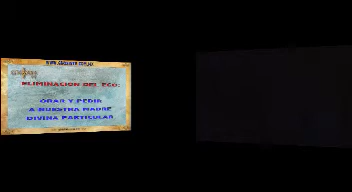 ELIMINACION DEL EGO:
ORAR Y PEDIR
A NUESTRA MADRE
DIVINA PARTICULAR